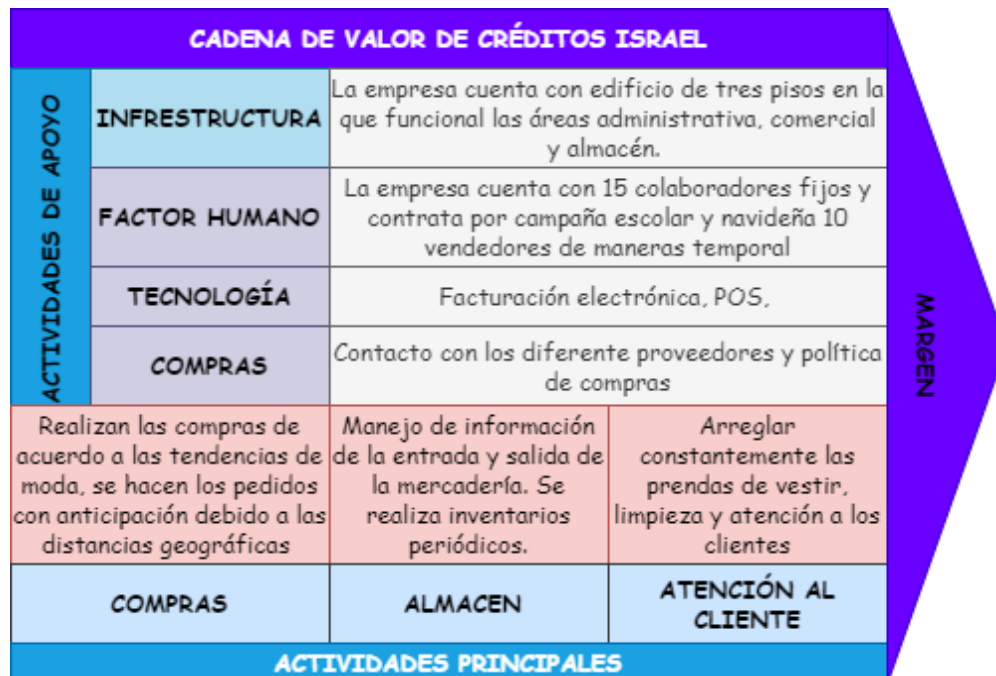 CADENA DE VALOR DE CRÉDITOS ISRAEL
ACTIVIDADES DE APOYO
INFRESTRUCTURA
La empresa cuenta con edificio de tres pisos en la
que funcional las áreas administrativa, comercial
y almacén.
FACTOR HUMANO
La empresa cuenta con 15 colaboradores fijos y
contrata por campaña escolar y navideña 10
vendedores de maneras temporal
TECNOLOGÍA
Facturación electrónica, POS,
COMPRAS
Contacto con los diferente proveedores y política
de compras
MARGEN
Realizan las compras de
acuerdo a las tendencias de
moda, se hacen los pedidos
con anticipación debido a las
distancias geográficas
Manejo de información
de la entrada y salida de
la mercadería. Se
realiza inventarios
periódicos.
Arreglar
constantemente las
prendas de vestir,
limpieza y atención a los
clientes
COMPRAS
ALMACEN
ATENCIÓN AL
CLIENTE
ACTIVIDADES PRINCIPALES